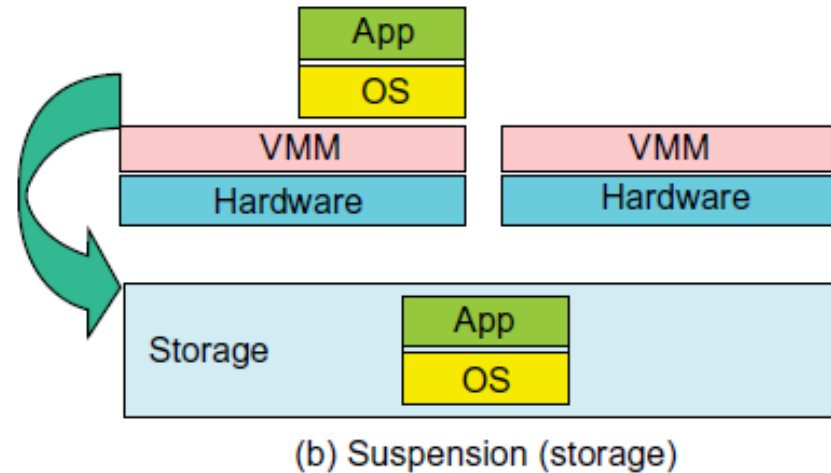 App
OS
VMM VMM
Hardware Hardware
Storage
App
OS
(b) Suspension (storage)